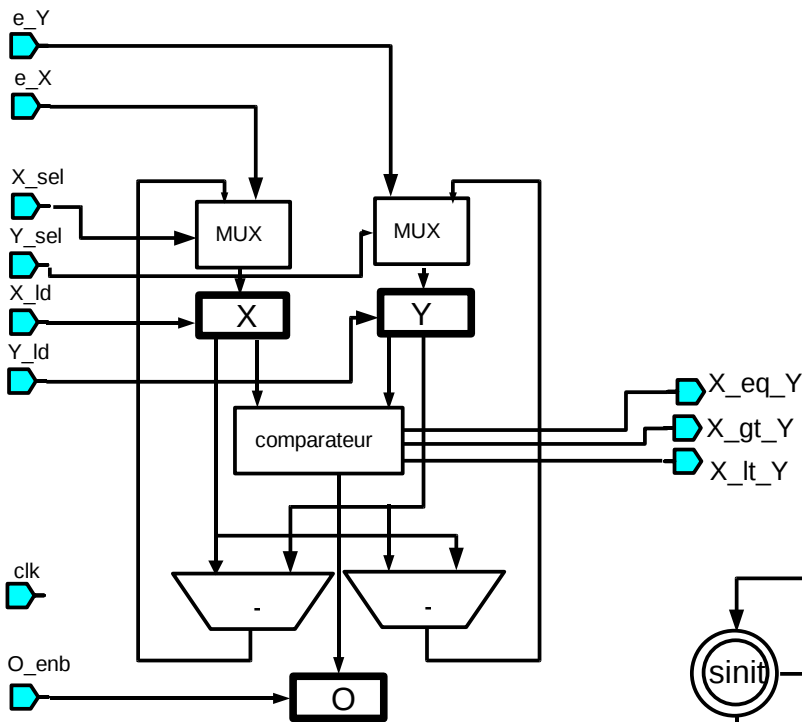 e_Y
e_X
X_sel
Y_sel
X_ld
Y_ld
MUX
MUX
X
Y
comparateur
X_eq_Y
X_gt_Y
X_lt_Y
clk
-
-
O_enb
O
sinit